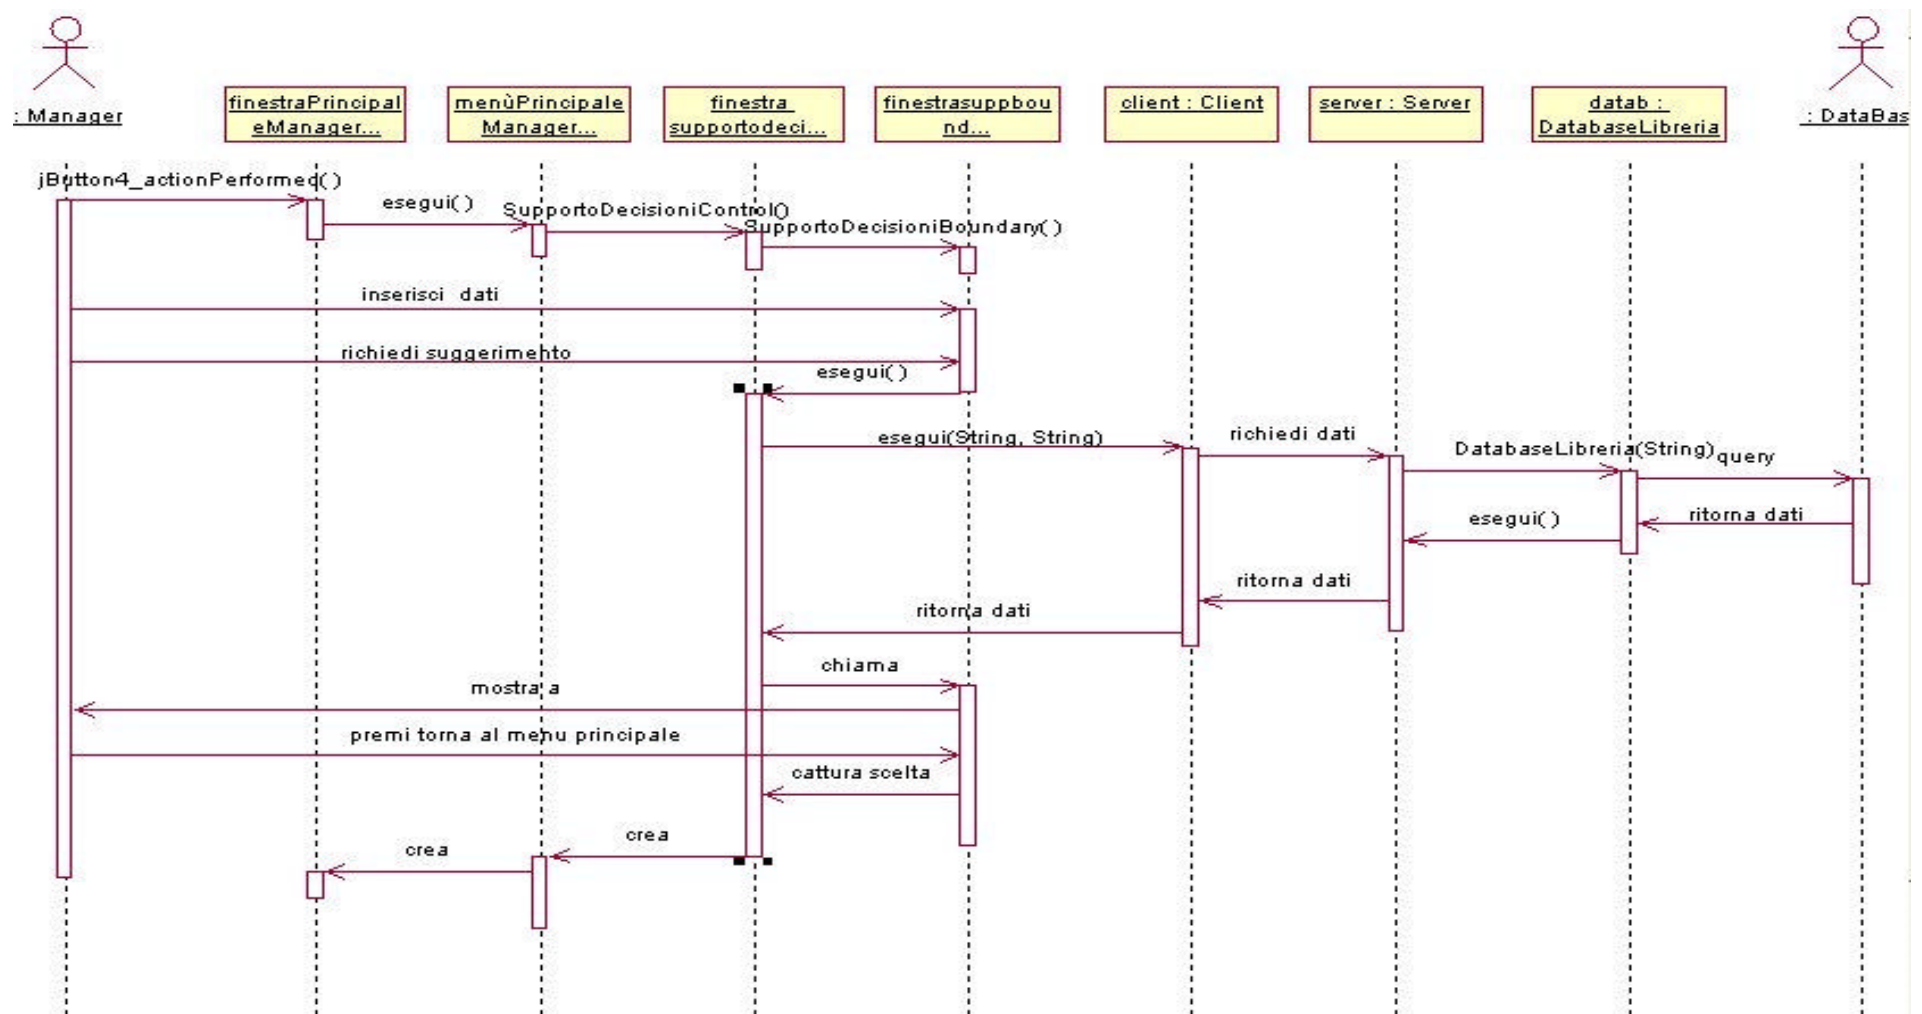 : Manager
finestraPrincipal
eManager...
menùPrincipale
Manager...
finestra
supportodeci...
finestrasuppbou
nd...
client : Client
server : Server
datab :
DatabaseLibreria
: DataBas
jButton4_actionPerformed()
esegui()
SupportoDecisioniControl()
SupportoDecisioniBoundary()
inserisci dati
richiedi suggerimento
esegui()
esegui(String, String)
richiedi dati
DatabaseLibreria(String)
query
ritorna dati
esegui()
ritorna dati
ritorna dati
chiama
mostra a
premi torna al menu principale
cattura scelta
crea
crea